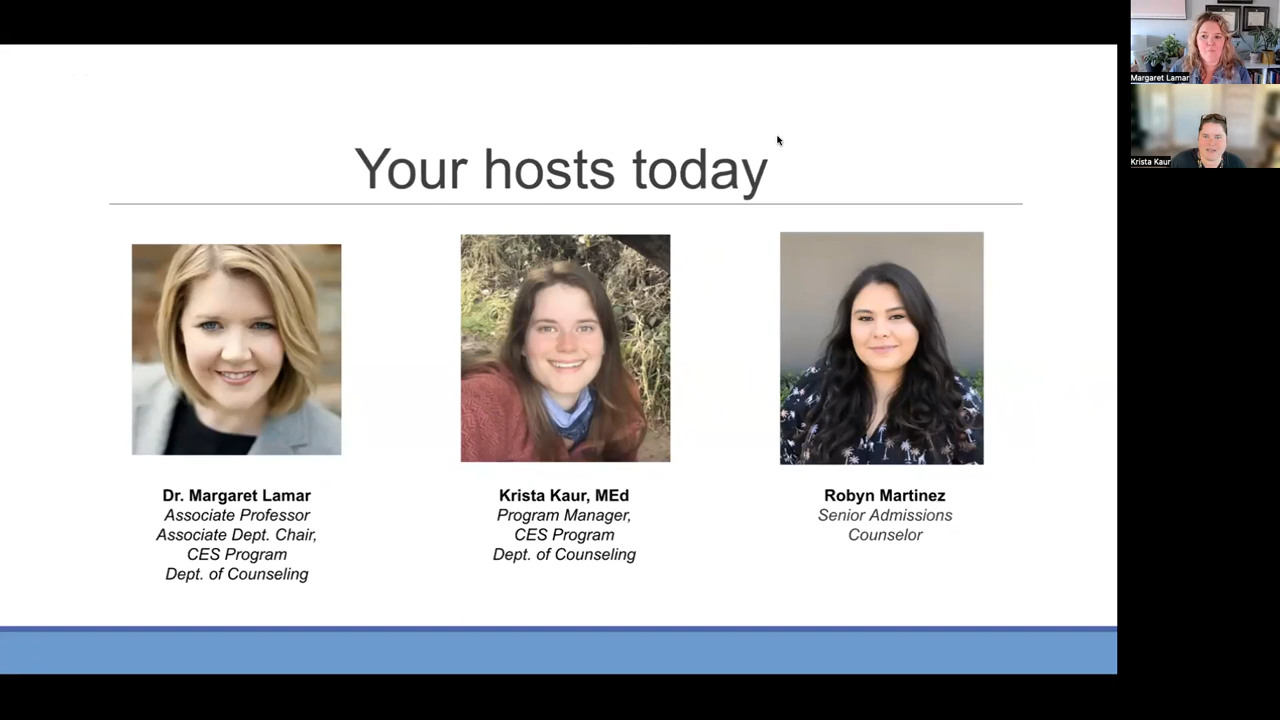 Your hosts today
Dr. Margaret Lamar
Associate Professor
Associate Dept. Chair,
CES Program
Dept. of Counseling
Krista Kaur, MEd
Program Manager,
CES Program
Dept. of Counseling
Robyn Martinez
Senior Admissions
Counselor
Margaret Lamar
Krista Kaur